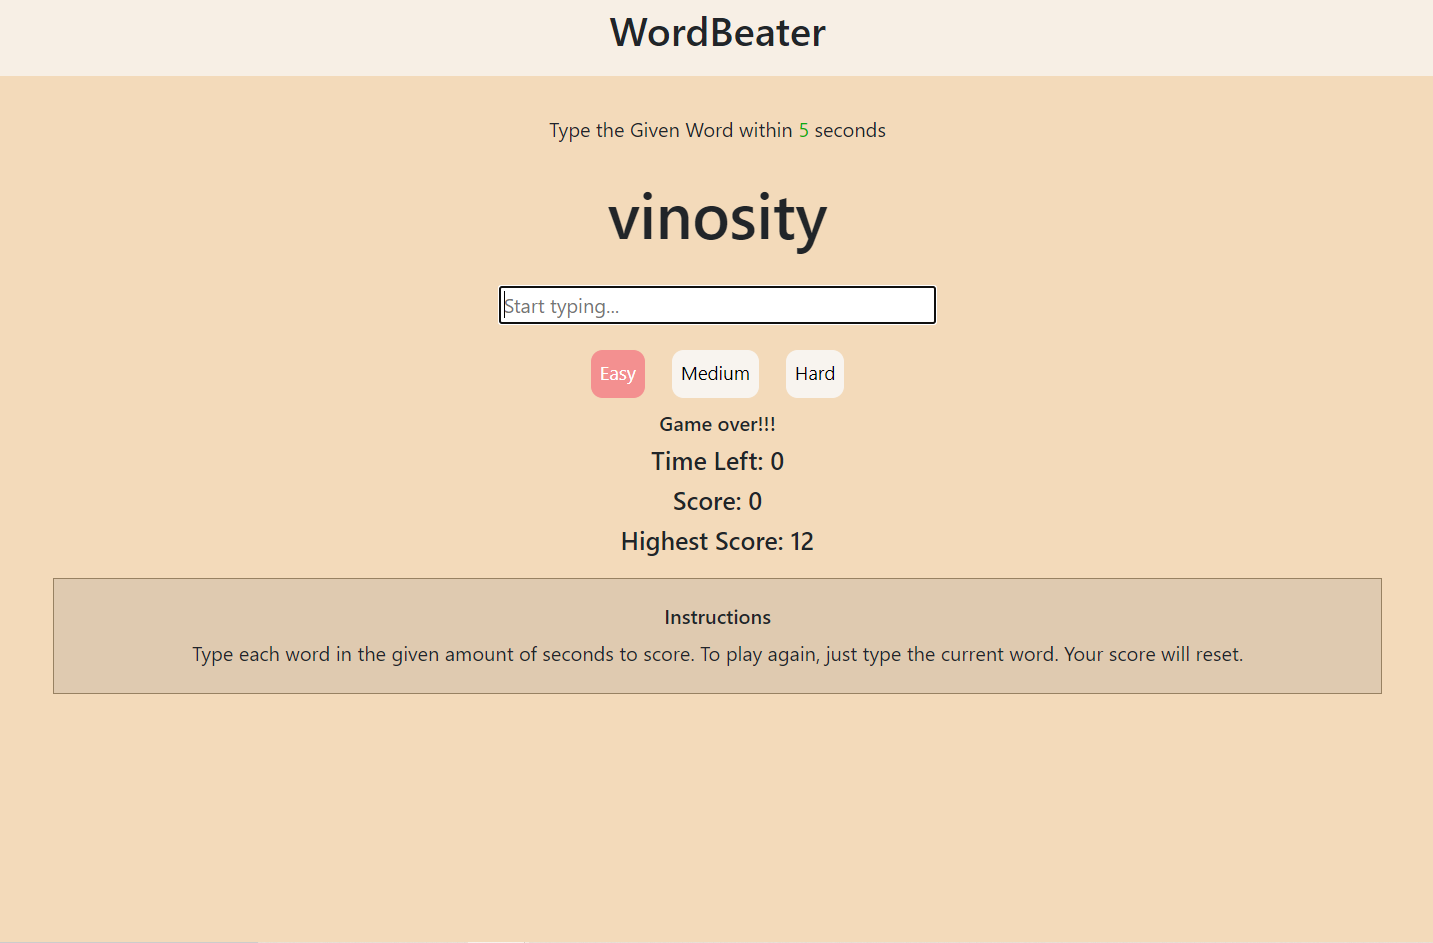 WordBeater
Type the Given Word within 5 seconds
vinosity
Start typing...
Easy Medium Hard
Game over!!!
Time Left: 0
Score: 0
Highest Score: 12
Instructions
Type each word in the given amount of seconds to score. To play again, just type the current word. Your score will reset.